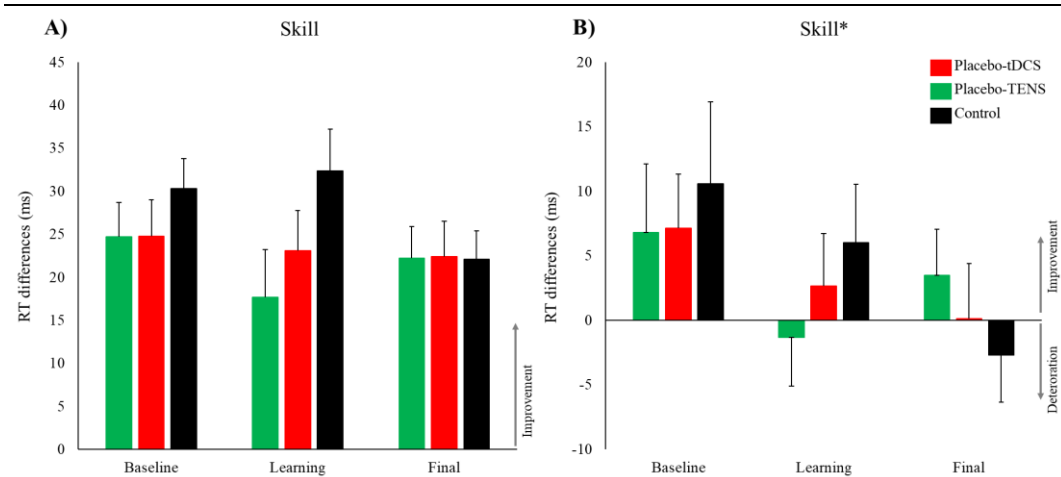 A)
Skill
45
40
35
30
25
20
15
10
5
0
RT differences (ms)
Improvement
Baseline
Learning
Final
B)
Skill*
20
15
10
5
0
-5
-10
RT differences (ms)
Placebo-tDCS
Placebo-TENS
Control
Improvement
Deteroration
Baseline
Learning
Final